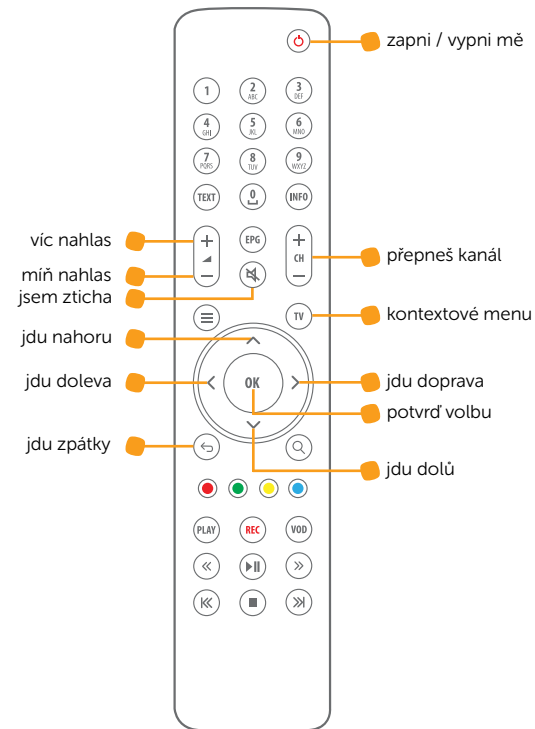 zapni / vypni mě
1
2
ABC
3
DEF
4
GHI
5
JKL
6
MNO
7
PQRS
8
TUV
9
WXYZ
TEXT
0
INFO
víc nahlas
míň nahlas
jsem zticha
EPG
CH
přepneš kanál
TV
kontextové menu
jdu nahoru
jdu doleva
OK
jdu doprava
potvrď volbu
jdu zpátky
jdu dolů
PLAY
REC
VOD